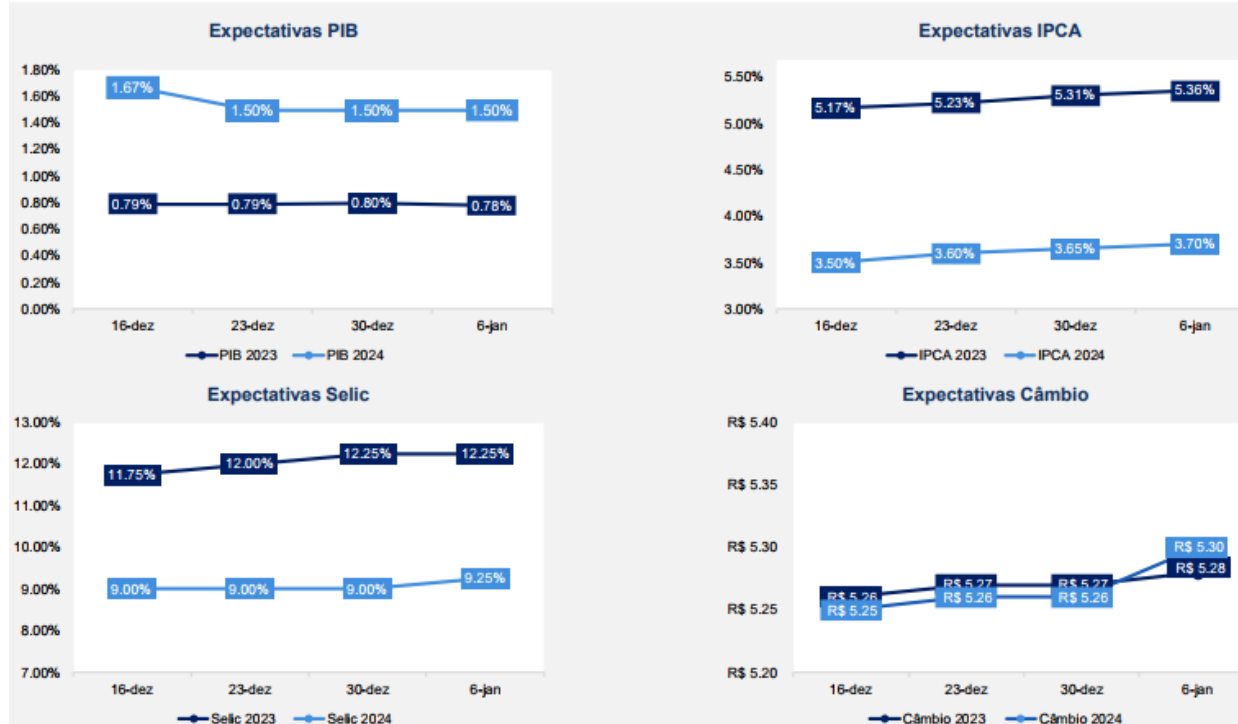 Expectativas PIB
1.80%
1.60%
1.40%
1.20%
1.00%
0.80%
0.60%
0.40%
0.20%
0.00%
1.67%
1.50%
1.50%
1.50%
0.79%
0.79%
0.80%
0.78%
16-dez 23-dez 30-dez 6-jan
PIB 2023 PIB 2024
Expectativas IPCA
5.50%
5.00%
4.50%
4.00%
3.50%
3.00%
5.17%
5.23%
5.31%
5.36%
3.50%
3.60%
3.65%
3.70%
16-dez 23-dez 30-dez 6-jan
IPCA 2023 IPCA 2024
Expectativas Selic
13.00%
12.00%
11.00%
10.00%
9.00%
8.00%
7.00%
11.75%
12.00%
12.25%
12.25%
9.00%
9.00%
9.00%
9.25%
16-dez 23-dez 30-dez 6-jan
Selic 2023 Selic 2024
Expectativas Câmbio
R$ 5.40
R$ 5.35
R$ 5.30
R$ 5.25
R$ 5.20
R$ 5.26
R$ 5.27
R$ 5.27
R$ 5.28
R$ 5.25
R$ 5.26
R$ 5.26
R$ 5.30
16-dez 23-dez 30-dez 6-jan
Câmbio 2023 Câmbio 2024